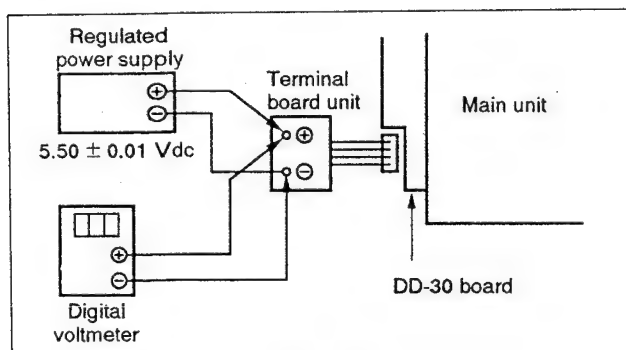 Regulated
power supply
⊕
⊖
5.50 ± 0.01 Vdc
Terminal
board unit
⊕
⊖
Main unit
⊕
⊖
Digital
voltmeter
DD-30 board